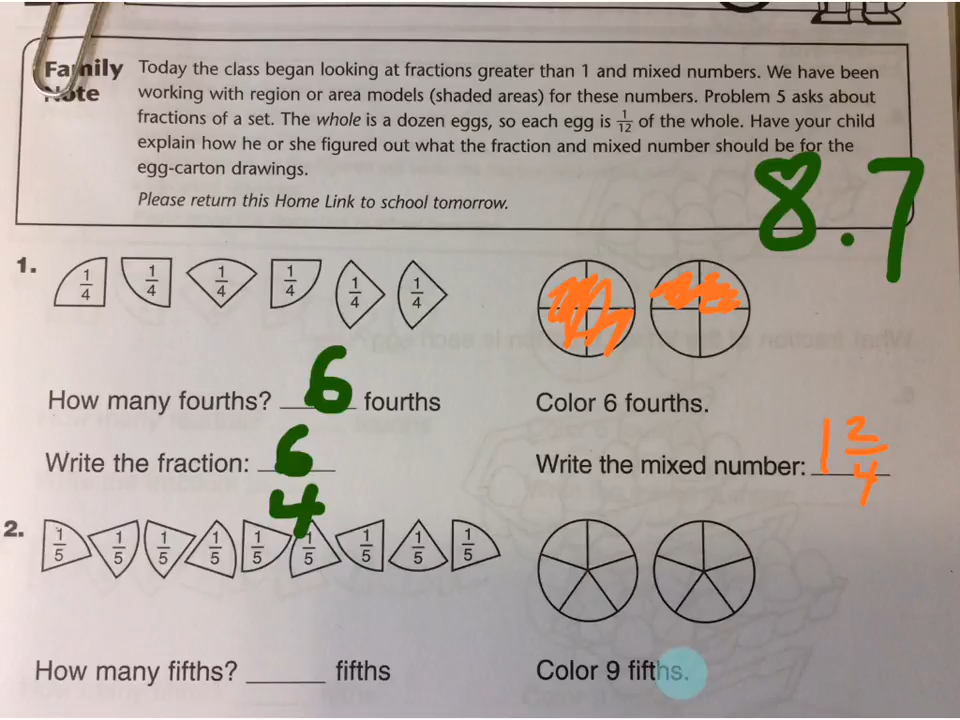 Family Note
Today the class began looking at fractions greater than 1 and mixed numbers. We have been
working with region or area models (shaded areas) for these numbers. Problem 5 asks about
fractions of a set. The whole is a dozen eggs, so each egg is 1/12 of the whole. Have your child
explain how he or she figured out what the fraction and mixed number should be for the
egg-carton drawings.
Please return this Home Link to school tomorrow.
8.7
1.
1/4 1/4 1/4 1/4 1/4 1/4
How many fourths? 6 fourths
Color 6 fourths.
Write the fraction: 6/4
Write the mixed number: 1 2/4
2.
1/5 1/5 1/5 1/5 1/5 1/5 1/5 1/5 1/5
How many fifths? ______ fifths
Color 9 fifths.